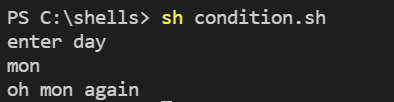 PS C:\shells> sh condition.sh
enter day
mon
oh mon again